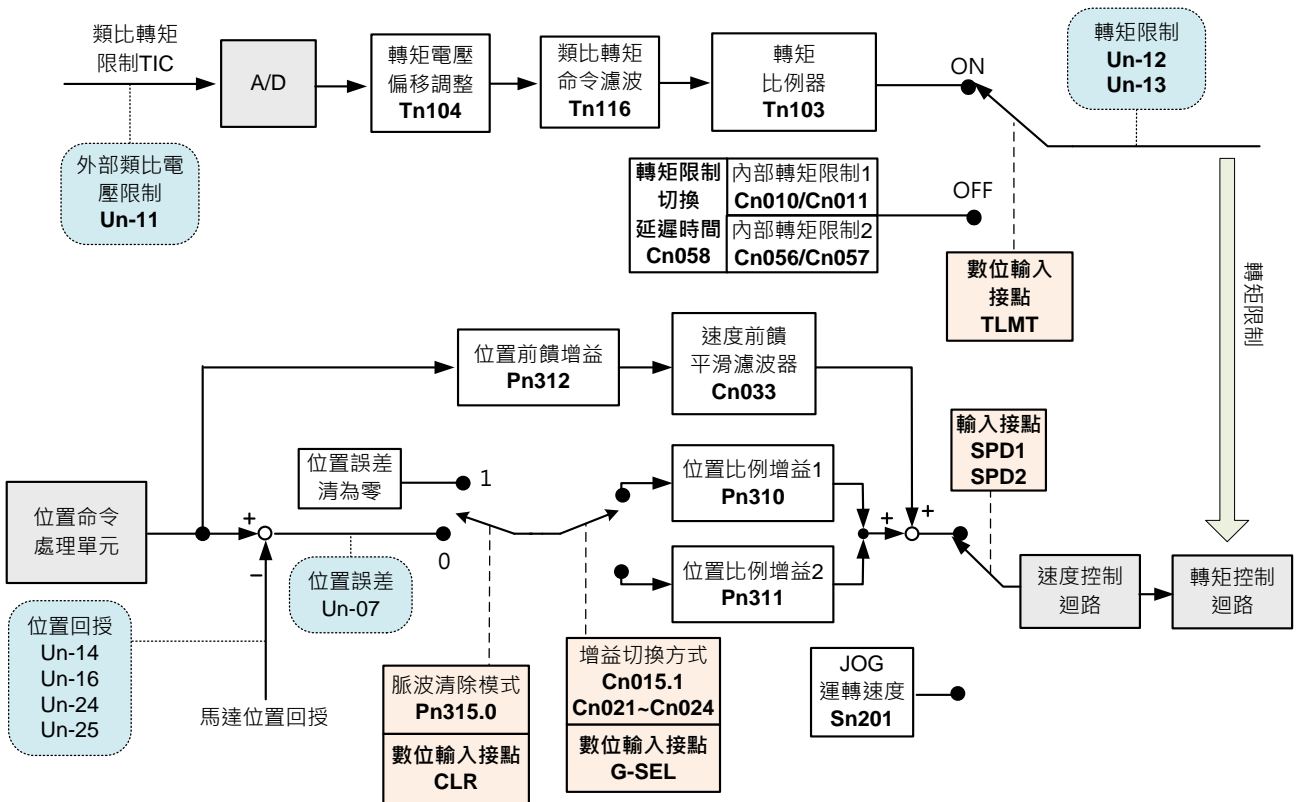 類比轉矩
限制TIC
A/D
轉矩電壓
偏移調整
Tn104
類比轉矩
命令濾波
Tn116
轉矩
比例器
Tn103
ON
轉矩限制
Un-12
Un-13
外部類比電
壓限制
Un-11
轉矩限制
切換
延遲時間
Cn058
內部轉矩限制1
Cn010/Cn011
內部轉矩限制2
Cn056/Cn057
OFF
數位輸入
接點
TLMT
轉矩限制
位置前饋增益
Pn312
速度前饋
平滑濾波器
Cn033
輸入接點
SPD1
SPD2
位置誤差
清為零
1
位置比例增益1
Pn310
位置命令
處理單元
+
−
0
+
+
位置誤差
Un-07
位置比例增益2
Pn311
速度控制
迴路
轉矩控制
迴路
位置回授
Un-14
Un-16
Un-24
Un-25
馬達位置回授
脈波清除模式
Pn315.0
數位輸入接點
CLR
增益切換方式
Cn015.1
Cn021~Cn024
數位輸入接點
G-SEL
JOG
運轉速度
Sn201